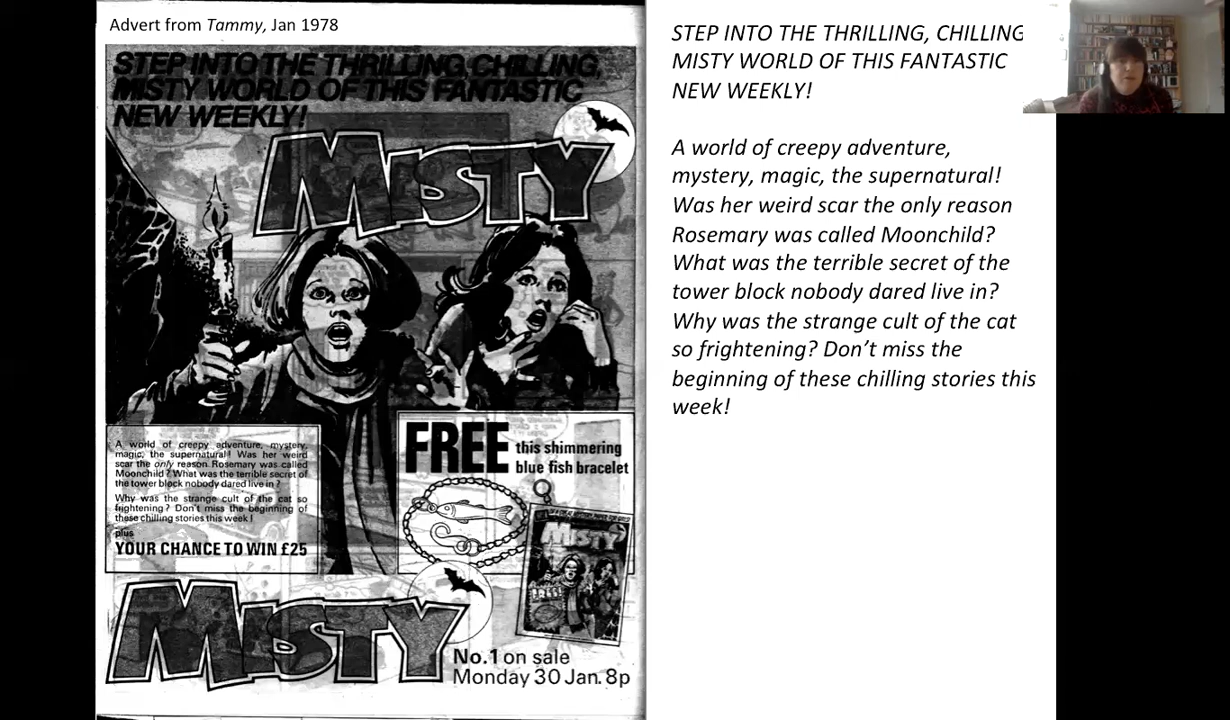 Advert from Tammy, Jan 1978
STEP INTO THE THRILLING, CHILLING,
MISTY WORLD OF THIS FANTASTIC
NEW WEEKLY!
MISTY
A world of creepy adventure, mystery,
magic, the supernatural! Was her weird
scar the only reason Rosemary was called
Moonchild? What was the terrible secret of
the tower block nobody dared live in?
Why was the strange cult of the cat so
frightening? Don't miss the beginning of
these chilling stories this week!
plus
YOUR CHANCE TO WIN £25
FREE this shimmering
blue fish bracelet
MISTY
FREE!
MISTY
No.1 on sale
Monday 30 Jan. 8p
STEP INTO THE THRILLING, CHILLING
MISTY WORLD OF THIS FANTASTIC
NEW WEEKLY!
A world of creepy adventure,
mystery, magic, the supernatural!
Was her weird scar the only reason
Rosemary was called Moonchild?
What was the terrible secret of the
tower block nobody dared live in?
Why was the strange cult of the cat
so frightening? Don’t miss the
beginning of these chilling stories this
week!